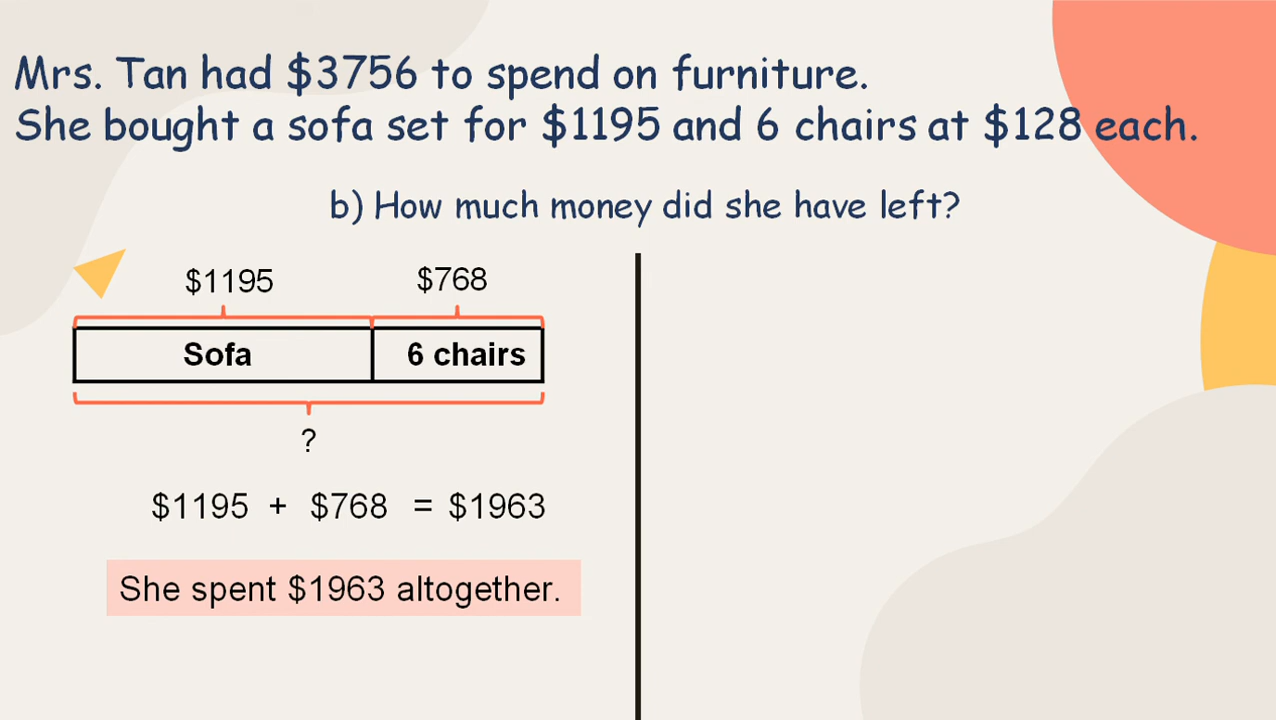 Mrs. Tan had $3756 to spend on furniture.
She bought a sofa set for $1195 and 6 chairs at $128 each.
b) How much money did she have left?
$1195 $768
Sofa 6 chairs
?
$1195 + $768 = $1963
She spent $1963 altogether.